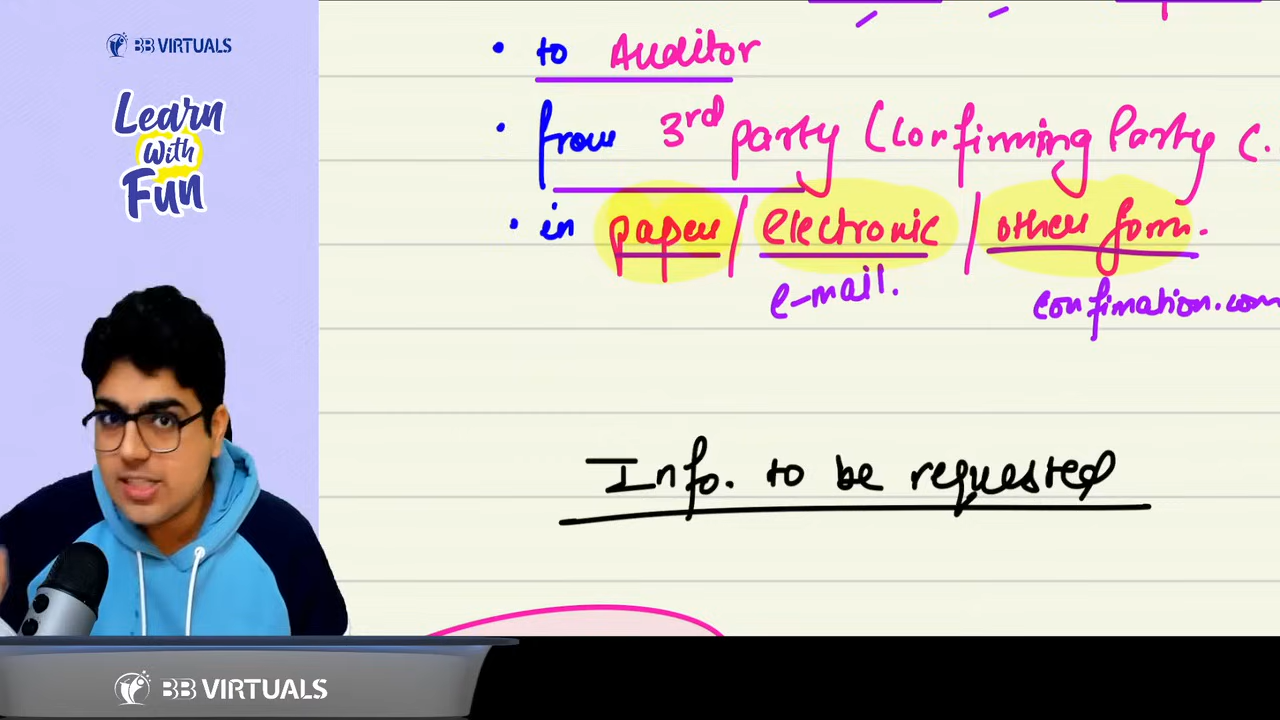 BB VIRTUALS
Learn
With
Fun
• to Auditor
• from 3rd party (Confirming Party C.
• in paper / electronic / other form.
e-mail.
confimation.com
Info. to be requested
BB VIRTUALS